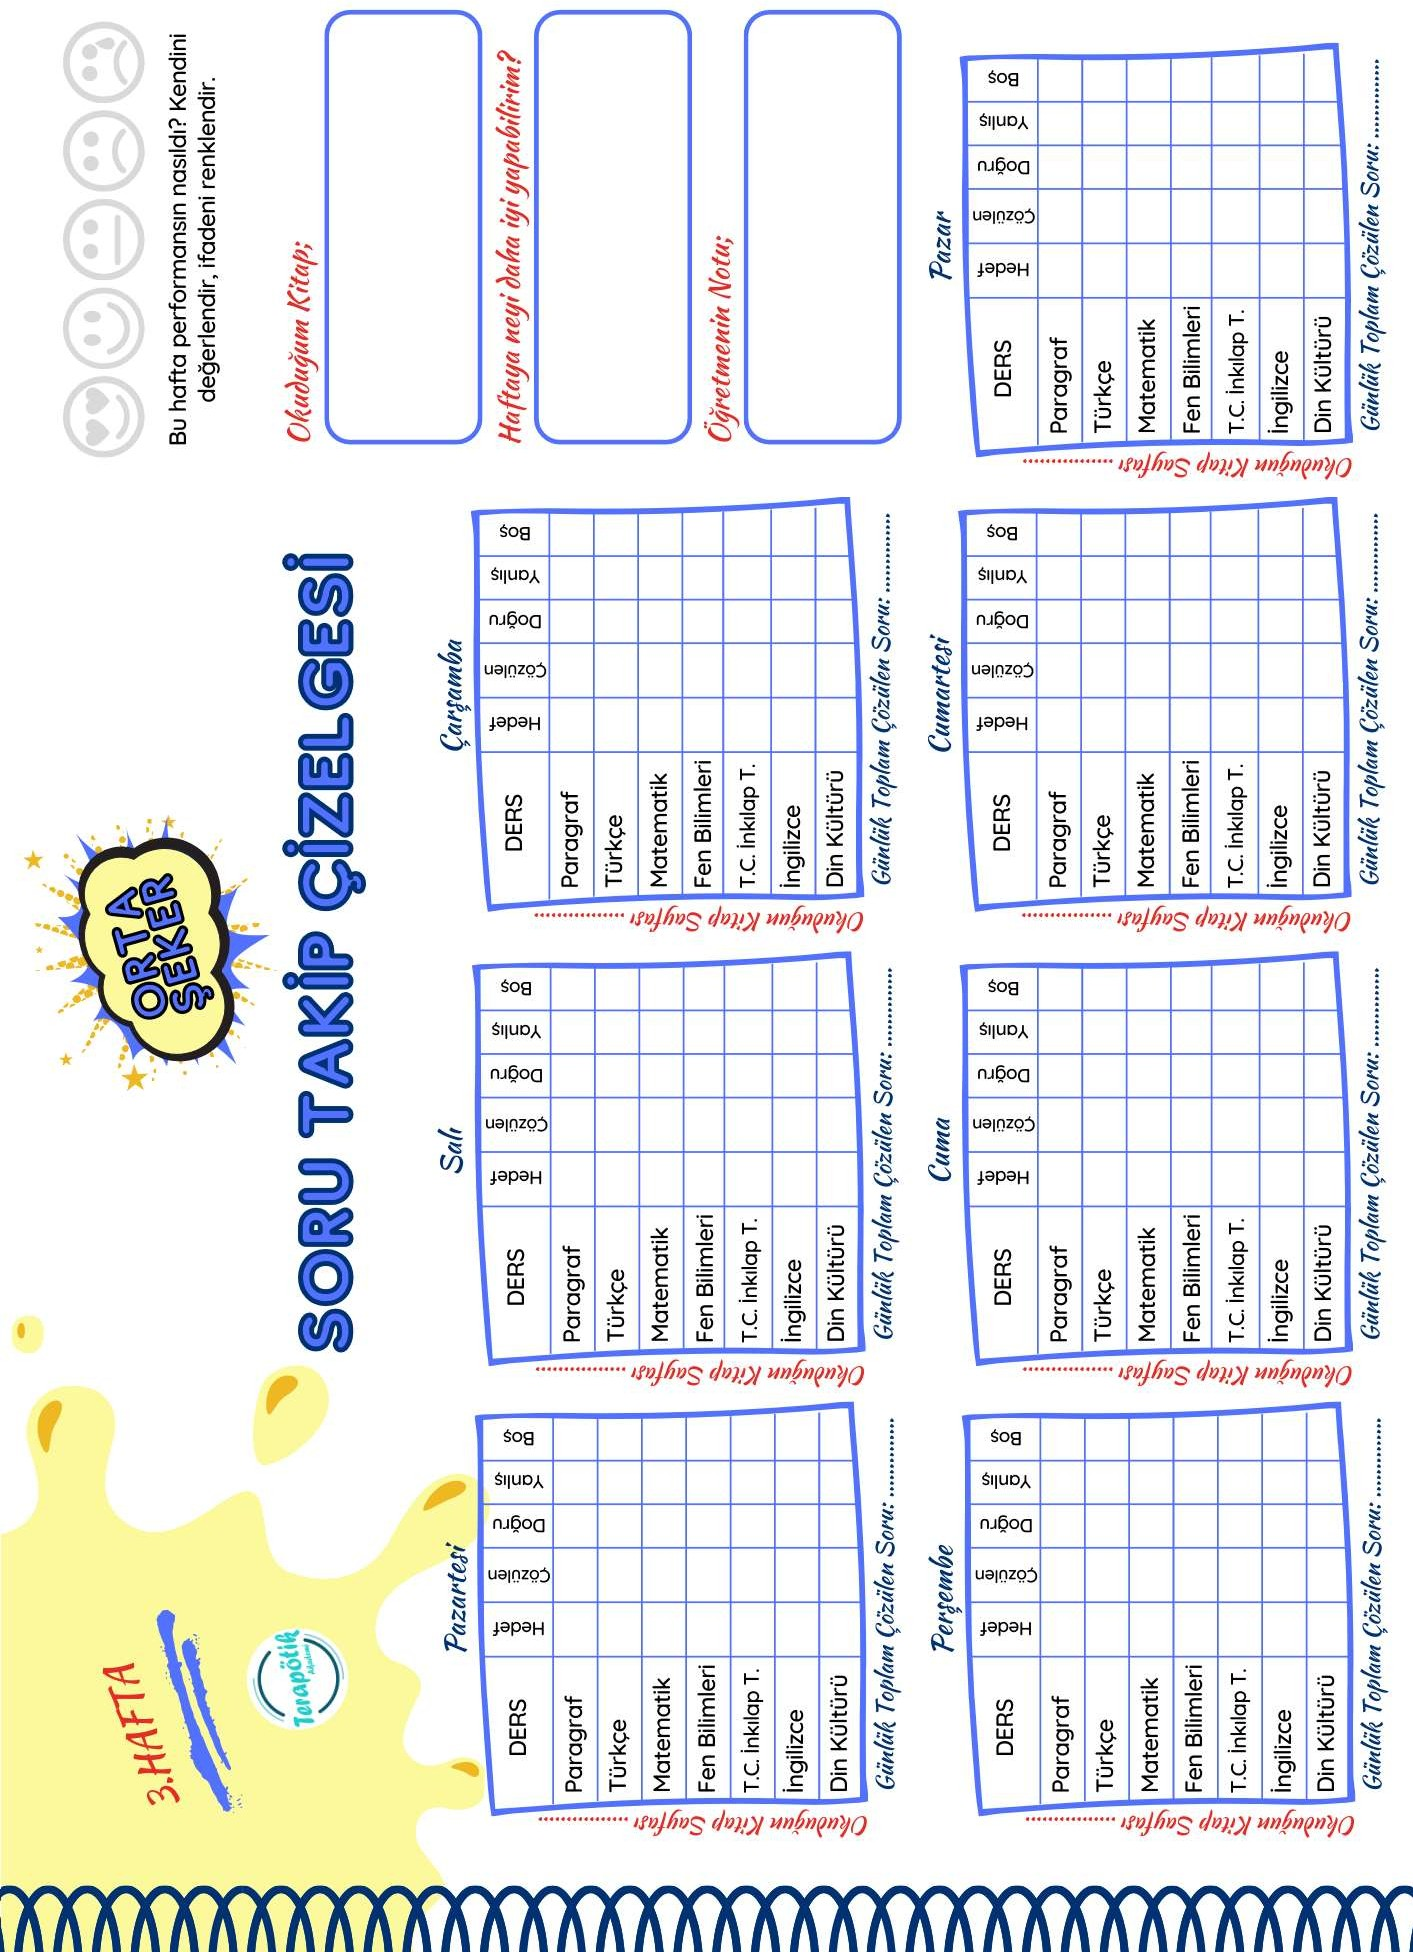 3.HAFTA
Terapötik
Akademi
ORTA
ŞEKER
SORU TAKİP ÇİZELGESİ
Bu hafta performansın nasıldı? Kendini
değerlendir, ifadeni renklendir.
Okuduğum Kitap;
Haftaya neyi daha iyi yapabilirim?
Öğretmenin Notu;
Pazartesi
DERS Hedef Çözülen Doğru Yanlış Boş
Paragraf
Türkçe
Matematik
Fen Bilimleri
T.C. İnkılap T.
İngilizce
Din Kültürü
Okuduğun Kitap Sayfası .................
Günlük Toplam Çözülen Soru: ..............
Salı
DERS Hedef Çözülen Doğru Yanlış Boş
Paragraf
Türkçe
Matematik
Fen Bilimleri
T.C. İnkılap T.
İngilizce
Din Kültürü
Okuduğun Kitap Sayfası .................
Günlük Toplam Çözülen Soru: ..............
Çarşamba
DERS Hedef Çözülen Doğru Yanlış Boş
Paragraf
Türkçe
Matematik
Fen Bilimleri
T.C. İnkılap T.
İngilizce
Din Kültürü
Okuduğun Kitap Sayfası .................
Günlük Toplam Çözülen Soru: ..............
Perşembe
DERS Hedef Çözülen Doğru Yanlış Boş
Paragraf
Türkçe
Matematik
Fen Bilimleri
T.C. İnkılap T.
İngilizce
Din Kültürü
Okuduğun Kitap Sayfası .................
Günlük Toplam Çözülen Soru: ..............
Cuma
DERS Hedef Çözülen Doğru Yanlış Boş
Paragraf
Türkçe
Matematik
Fen Bilimleri
T.C. İnkılap T.
İngilizce
Din Kültürü
Okuduğun Kitap Sayfası .................
Günlük Toplam Çözülen Soru: ..............
Cumartesi
DERS Hedef Çözülen Doğru Yanlış Boş
Paragraf
Türkçe
Matematik
Fen Bilimleri
T.C. İnkılap T.
İngilizce
Din Kültürü
Okuduğun Kitap Sayfası .................
Günlük Toplam Çözülen Soru: ..............
Pazar
DERS Hedef Çözülen Doğru Yanlış Boş
Paragraf
Türkçe
Matematik
Fen Bilimleri
T.C. İnkılap T.
İngilizce
Din Kültürü
Okuduğun Kitap Sayfası .................
Günlük Toplam Çözülen Soru: ..............